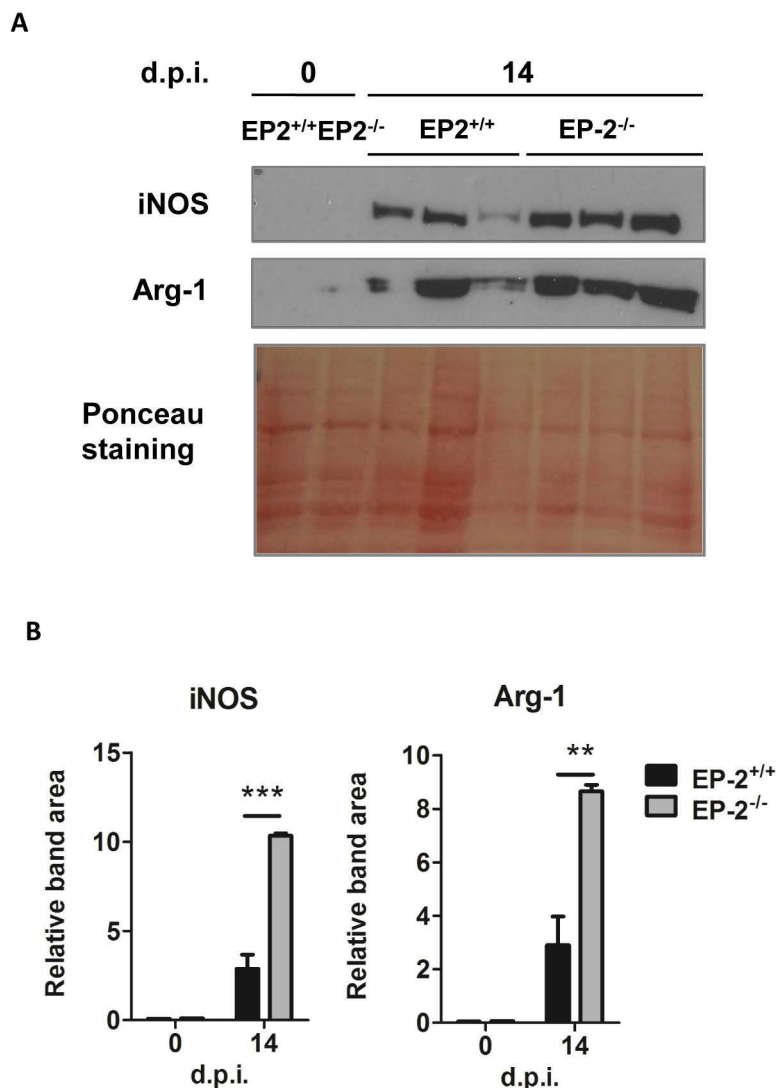 A
d.p.i. 0 14
EP2+/+ EP2-/- EP2+/+ EP-2-/-
iNOS
Arg-1
Ponceau
staining
B
iNOS
Relative band area
15
10
5
0
***
0 14
d.p.i.
Arg-1
Relative band area
10
8
6
4
2
0
**
0 14
d.p.i.
EP-2+/+
EP-2-/-